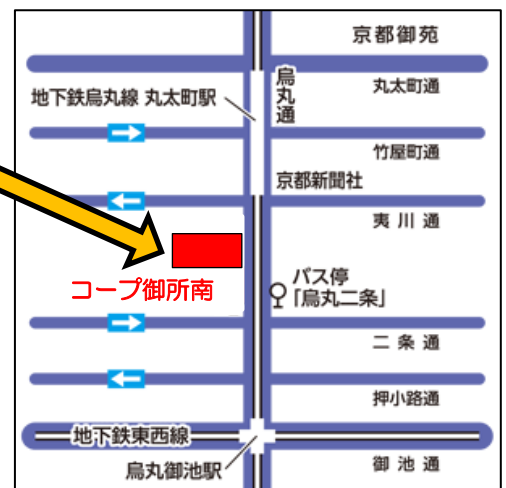 京都御苑
丸太町通
烏丸通
地下鉄烏丸線 丸太町駅
竹屋町通
京都新聞社
夷川通
コープ御所南
バス停
「烏丸二条」
二条通
押小路通
地下鉄東西線
烏丸御池駅
御池通